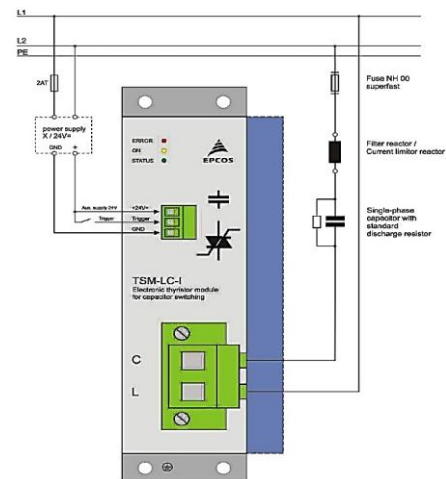 L1
L2
PE
2AT
power supply
X / 24V=
GND +
Aux. supply 24V
Trigger
ERROR
ON
STATUS
EPCOS
+24V=
Trigger
GND
TSM-LC-I
Electronic thyristor module
for capacitor switching
C
L
Fuse NH 00
superfast
Filter reactor /
Current limitor reactor
Single-phase
capacitor with
standard
discharge resistor